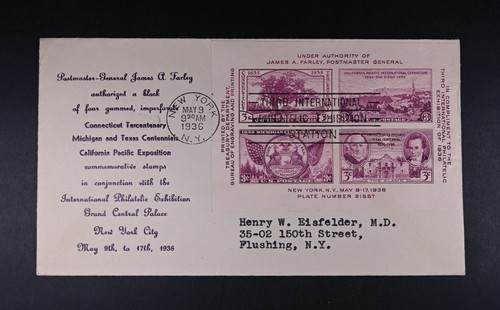 Postmaster-General James A. Farley
authorized a block
of four gummed, imperforate
Connecticut Tercentenary
Michigan and Texas Centennials
California Pacific Exposition
commemorative stamps
in conjunction with the
International Philatelic Exhibition
Grand Central Palace
New York City
May 9th, to 17th, 1936
NEW YORK
MAY 9
9:30AM
1936
N.Y.
UNDER AUTHORITY OF
JAMES A. FARLEY, POSTMASTER GENERAL
PRINTED BY THE
TREASURY DEPARTMENT,
BUREAU OF ENGRAVING AND PRINTING
IN COMPLIMENT TO THE
THIRD INTERNATIONAL PHILATELIC
EXHIBITION OF 1936
1635 1935
CALIFORNIA PACIFIC INTERNATIONAL EXPOSITION
THIRD INTERNATIONAL
PHILATELIC EXHIBITION
STATION
NEW YORK, N.Y., MAY 9-17, 1936
PLATE NUMBER 21557
Henry W. Eisfelder, M.D.
35-02 150th Street,
Flushing, N.Y.